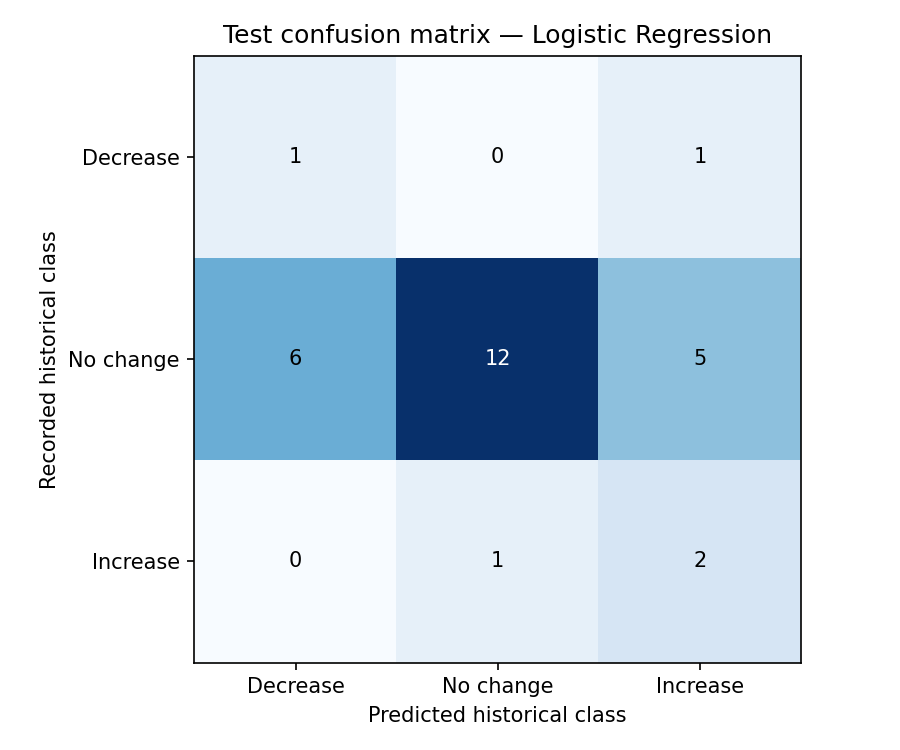 Test confusion matrix — Logistic Regression
Decrease
1
0
1
Recorded historical class
No change
6
12
5
Increase
0
1
2
Decrease
No change
Increase
Predicted historical class